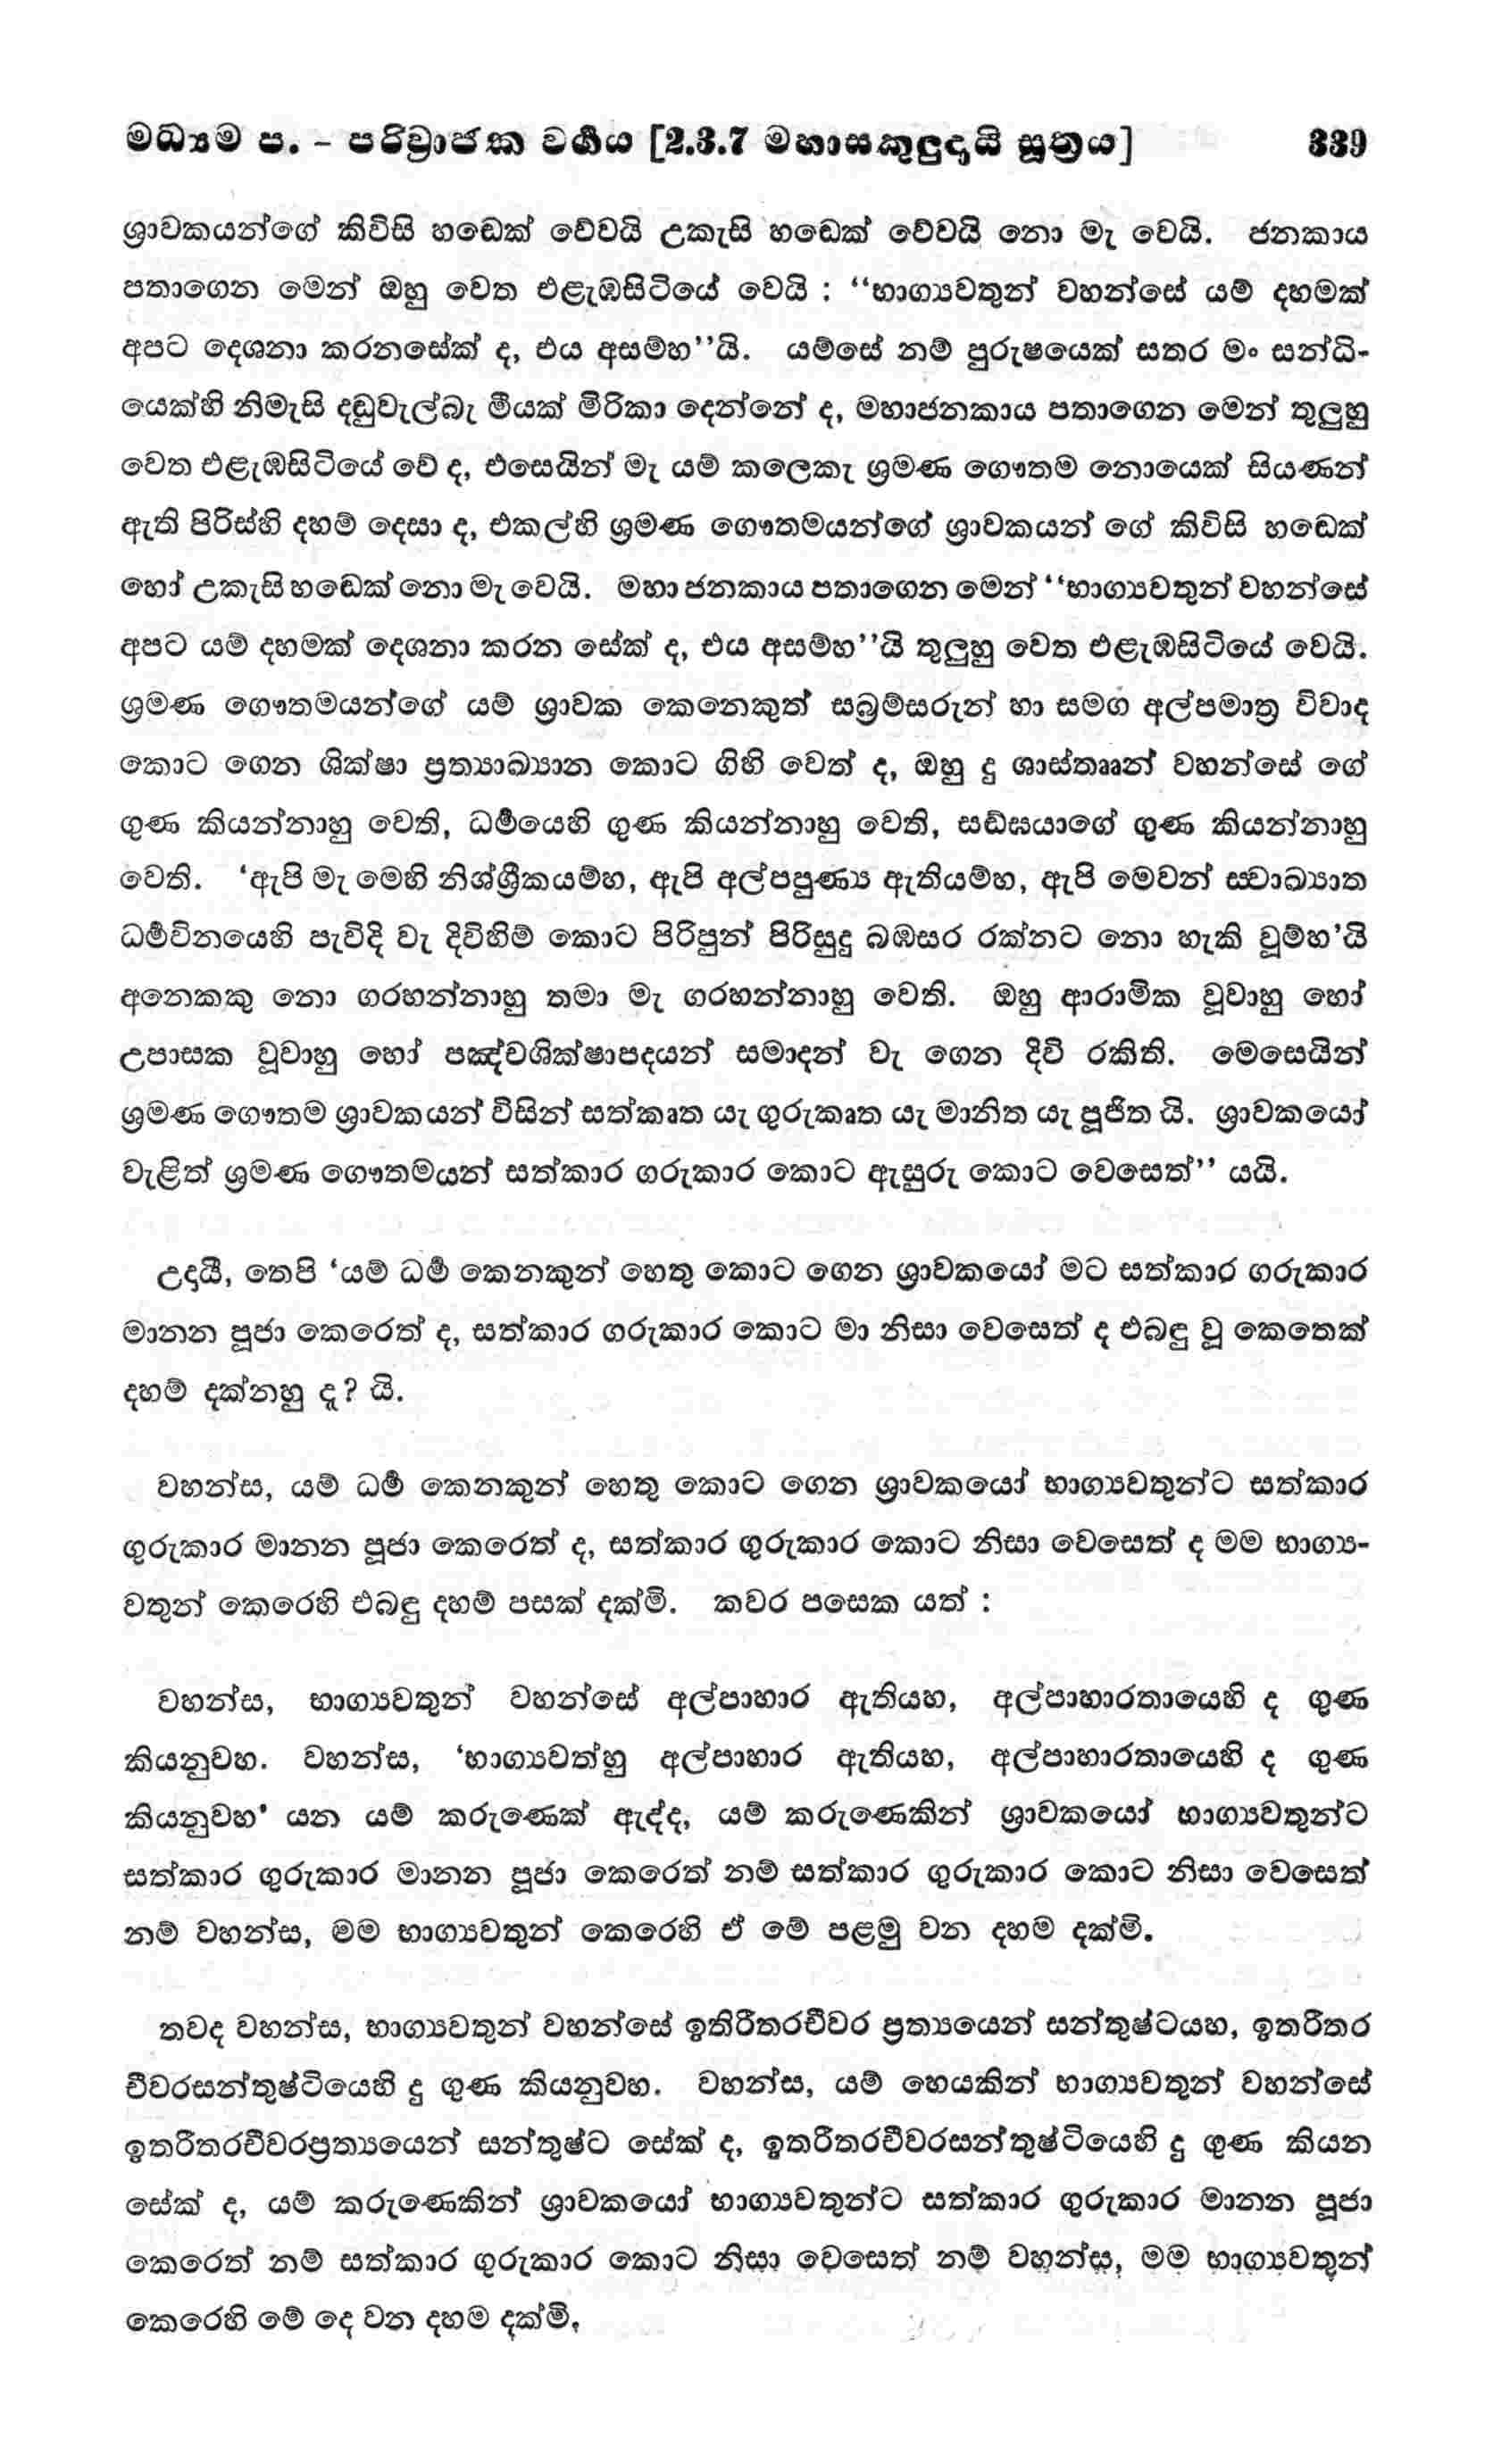 මධ්‍යම ප. – පරිව්‍රාජක වර්‍ගය [2.3.7 මහාසකුලුදායි සූත්‍රය] 339
ශ්‍රාවකයන්ගේ කිවිසි හඬෙක් වේවයි උකැසි හඬෙක් වේවයි නො මැ වෙයි. ජනකාය
පතාගෙන මෙන් ඔහු වෙත එළැඹසිටියේ වෙයි : ‘‘භාග්‍යවතුන් වහන්සේ යම් දහමක්
අපට දෙශනා කරනසේක් ද, එය අසම්හ’’යි. යම්සේ නම් පුරුෂයෙක් සතර මං සන්ධි-
යෙක්හි නිමැසි දඬුවැල්බෑ මීයක් මිරිකා දෙන්නේ ද, මහාජනකාය පතාගෙන මෙන් තුලුහු
වෙත එළැඹසිටියේ වේ ද, එසෙයින් මැ යම් කලෙකැ ශ්‍රමණ ගෞතම නොයෙක් සියණන්
ඇති පිරිස්හි දහම් දෙසා ද, එකල්හි ශ්‍රමණ ගෞතමයන්ගේ ශ්‍රාවකයන් ගේ කිවිසි හඬෙක්
හෝ උකැසි හඬෙක් නො මැ වෙයි. මහා ජනකාය පතාගෙන මෙන් ‘‘භාග්‍යවතුන් වහන්සේ
අපට යම් දහමක් දෙශනා කරන සේක් ද, එය අසම්හ’’යි තුලුහු වෙත එළැඹසිටියේ වෙයි.
ශ්‍රමණ ගෞතමයන්ගේ යම් ශ්‍රාවක කෙනෙකුත් සබ්‍රම්සරුන් හා සමග අල්පමාත්‍ර විවාද
කොට ගෙන ශික්ෂා ප්‍රත්‍යාඛ්‍යාන කොට ගිහි වෙත් ද, ඔහු දු ශාස්තෲන් වහන්සේ ගේ
ගුණ කියන්නාහු වෙති, ධර්‍මයෙහි ගුණ කියන්නාහු වෙති, සඞ්ඝයාගේ ගුණ කියන්නාහු
වෙති. ‘ඇපි මැ මෙහි නිශ්ශ්‍රීකයම්හ, ඇපි අල්පපුණ්‍ය ඇතියම්හ, ඇපි මෙවන් ස්වාඛ්‍යාත
ධර්‍මවිනයෙහි පැවිදි වැ දිවිහිම් කොට පිරිපුන් පිරිසුදු බඹසර රක්නට නො හැකි වූම්හ’යි
අනෙකකු නො ගරහන්නාහු තමා මැ ගරහන්නාහු වෙති. ඔහු ආරාමික වූවාහු හෝ
උපාසක වූවාහු හෝ පඤ්චශික්ෂාපදයන් සමාදන් වැ ගෙන දිවි රකිති. මෙසෙයින්
ශ්‍රමණ ගෞතම ශ්‍රාවකයන් විසින් සත්කෘත යැ ගුරුකෘත යැ මානිත යැ පූජිත යි. ශ්‍රාවකයෝ
වැළිත් ශ්‍රමණ ගෞතමයන් සත්කාර ගරුකාර කොට ඇසුරු කොට වෙසෙත්’’ යයි.
උදායී, තෙපි ‘යම් ධර්‍ම කෙනකුන් හෙතු කොට ගෙන ශ්‍රාවකයෝ මට සත්කාර ගරුකාර
මානන පූජා කෙරෙත් ද, සත්කාර ගරුකාර කොට මා නිසා වෙසෙත් ද එබඳු වූ කෙතෙක්
දහම් දක්නහු දැ? යි.
වහන්ස, යම් ධර්‍ම කෙනකුන් හෙතු කොට ගෙන ශ්‍රාවකයෝ භාග්‍යවතුන්ට සත්කාර
ගුරුකාර මානන පූජා කෙරෙත් ද, සත්කාර ගුරුකාර කොට නිසා වෙසෙත් ද මම භාග්‍ය-
වතුන් කෙරෙහි එබඳු දහම් පසක් දක්මි. කවර පසෙක යත් :
වහන්ස, භාග්‍යවතුන් වහන්සේ අල්පාහාර ඇතියහ, අල්පාහාරතායෙහි ද ගුණ
කියනුවහ. වහන්ස, ‘භාග්‍යවත්හු අල්පාහාර ඇතියහ, අල්පාහාරතායෙහි ද ගුණ
කියනුවහ’ යන යම් කරුණෙක් ඇද්ද, යම් කරුණෙකින් ශ්‍රාවකයෝ භාග්‍යවතුන්ට
සත්කාර ගුරුකාර මානන පූජා කෙරෙත් නම් සත්කාර ගුරුකාර කොට නිසා වෙසෙත්
නම් වහන්ස, මම භාග්‍යවතුන් කෙරෙහි ඒ මේ පළමු වන දහම දක්මි.
තවද වහන්ස, භාග්‍යවතුන් වහන්සේ ඉතිරීතරචීවර ප්‍රත්‍යයෙන් සන්තුෂ්ටයහ, ඉතරීතර
චීවරසන්තුෂ්ටියෙහි දු ගුණ කියනුවහ. වහන්ස, යම් හෙයකින් භාග්‍යවතුන් වහන්සේ
ඉතරීතරචීවරප්‍රත්‍යයෙන් සන්තුෂ්ට සේක් ද, ඉතරීතරචීවරසන්තුෂ්ටියෙහි දු ගුණ කියන
සේක් ද, යම් කරුණෙකින් ශ්‍රාවකයෝ භාග්‍යවතුන්ට සත්කාර ගුරුකාර මානන පූජා
කෙරෙත් නම් සත්කාර ගුරුකාර කොට නිසා වෙසෙත් නම් වහන්ස, මම භාග්‍යවතුන්
කෙරෙහි මේ දෙ වන දහම දක්මි.